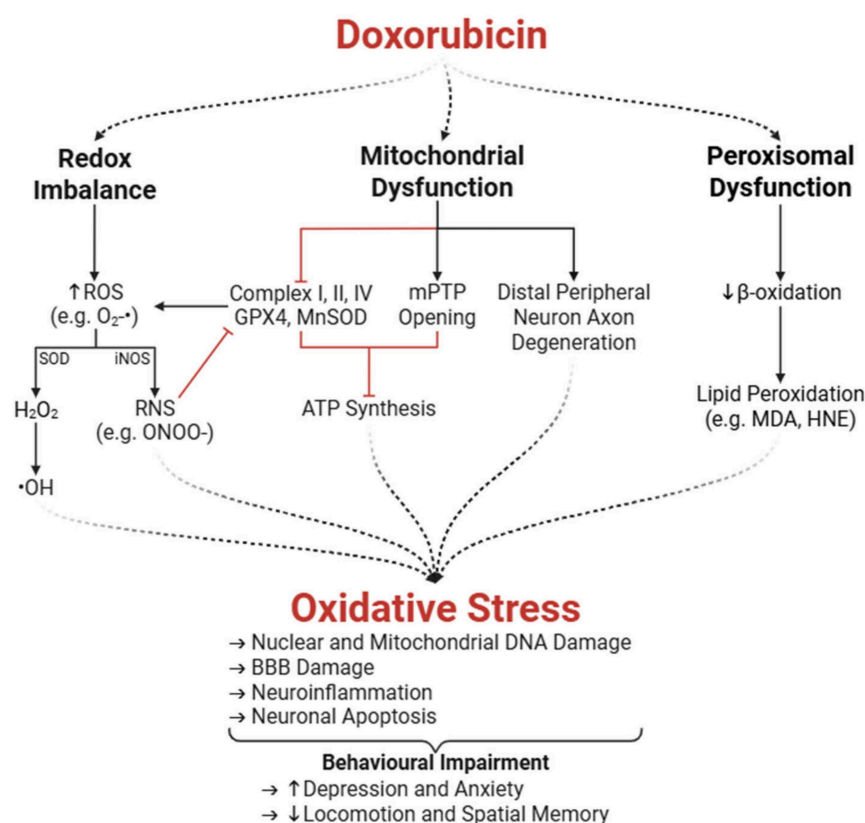 Doxorubicin
Redox
Imbalance
Mitochondrial
Dysfunction
Peroxisomal
Dysfunction
↑ROS
(e.g. O₂-•)
Complex I, II, IV
GPX4, MnSOD
mPTP
Opening
Distal Peripheral
Neuron Axon
Degeneration
↓β-oxidation
SOD
iNOS
H₂O₂
RNS
(e.g. ONOO-)
ATP Synthesis
Lipid Peroxidation
(e.g. MDA, HNE)
•OH
Oxidative Stress
→ Nuclear and Mitochondrial DNA Damage
→ BBB Damage
→ Neuroinflammation
→ Neuronal Apoptosis
Behavioural Impairment
→ ↑Depression and Anxiety
→ ↓Locomotion and Spatial Memory